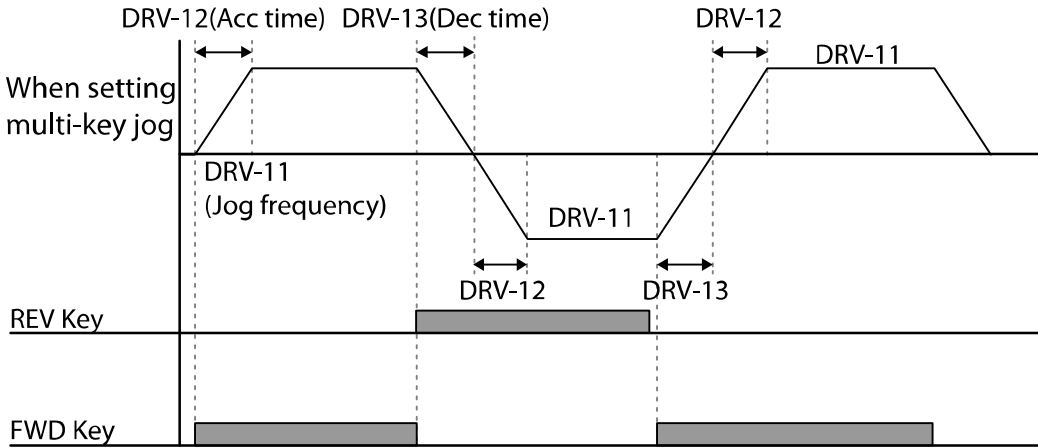 DRV-12(Acc time) DRV-13(Dec time) DRV-12
DRV-11
When setting
multi-key jog
DRV-11
(Jog frequency)
DRV-11
DRV-12
DRV-13
REV Key
FWD Key